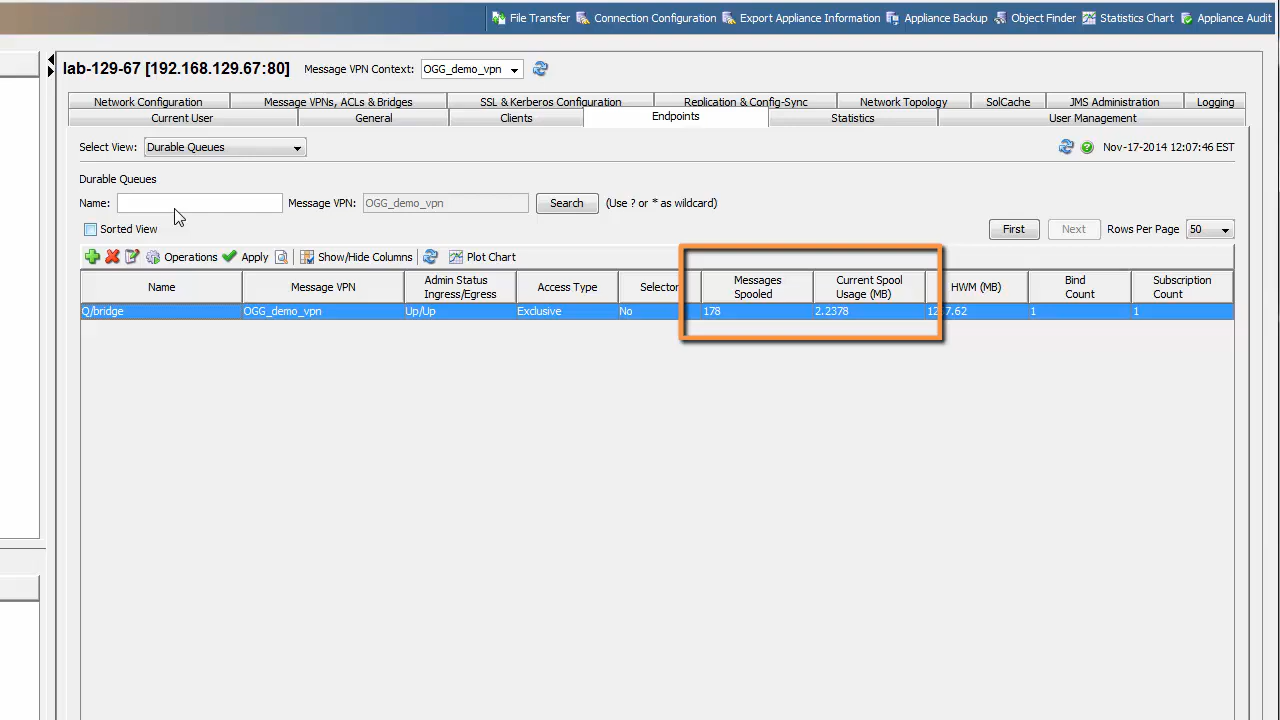 File Transfer Connection Configuration Export Appliance Information Appliance Backup Object Finder Statistics Chart Appliance Audit
lab-129-67 [192.168.129.67:80] Message VPN Context: OGG_demo_vpn
Network Configuration Message VPNs, ACLs & Bridges SSL & Kerberos Configuration Replication & Config-Sync Network Topology SolCache JMS Administration Logging
Current User General Clients Endpoints Statistics User Management
Select View: Durable Queues Nov-17-2014 12:07:46 EST
Durable Queues
Name: Message VPN: OGG_demo_vpn Search (Use ? or * as wildcard)
Sorted View First Next Rows Per Page 50
Operations Apply Show/Hide Columns Plot Chart
Name Message VPN Admin Status Ingress/Egress Access Type Selector Messages Spooled Current Spool Usage (MB) HWM (MB) Bind Count Subscription Count
Q/bridge OGG_demo_vpn Up/Up Exclusive No 178 2.2378 1 1